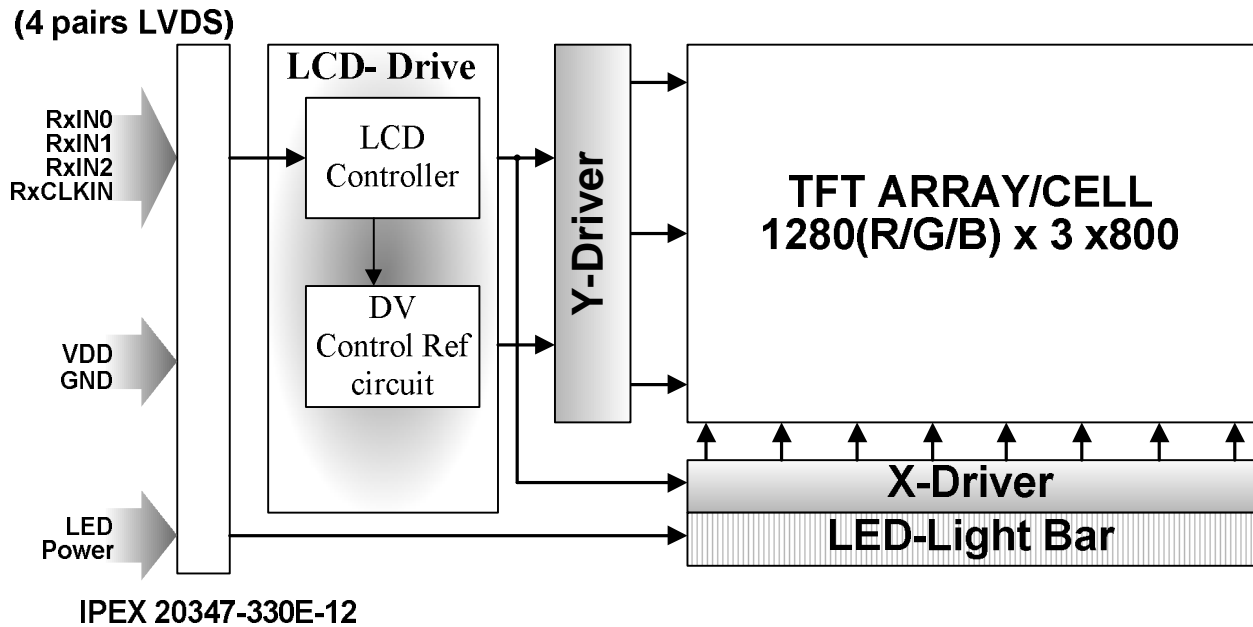 (4 pairs LVDS)
RxIN0
RxIN1
RxIN2
RxCLKIN
VDD
GND
LED
Power
IPEX 20347-330E-12
LCD- Drive
LCD
Controller
DV
Control Ref
circuit
Y-Driver
TFT ARRAY/CELL
1280(R/G/B) x 3 x800
X-Driver
LED-Light Bar